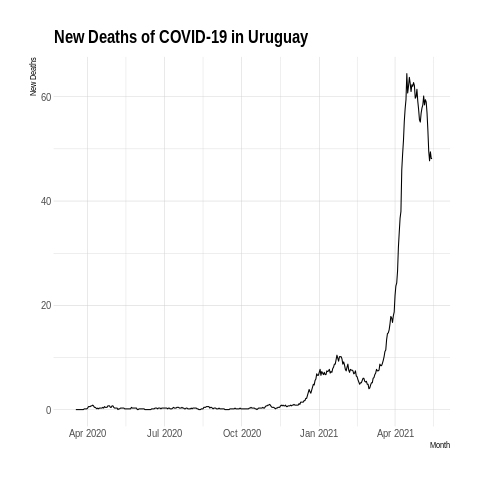 New Deaths of COVID-19 in Uruguay
New Deaths
60
40
20
0
Apr 2020 Jul 2020 Oct 2020 Jan 2021 Apr 2021
Month